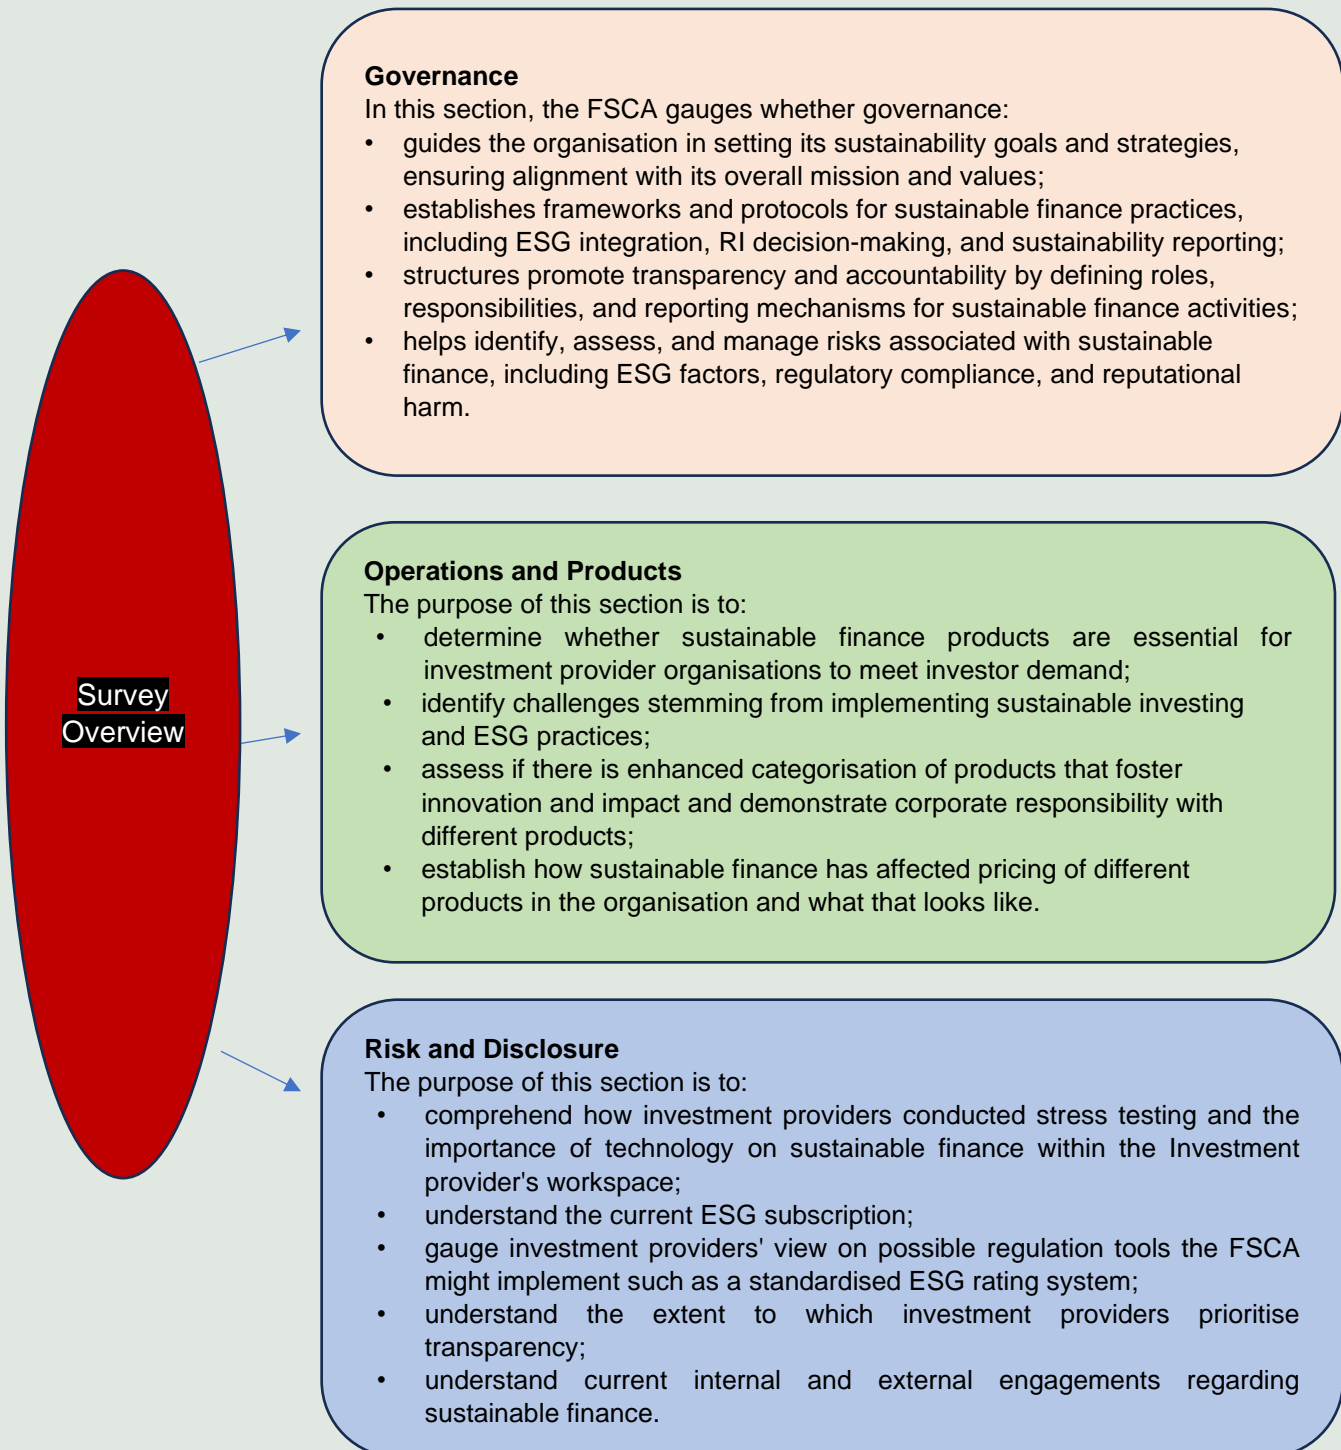 Survey
Overview
Governance
In this section, the FSCA gauges whether governance:
• guides the organisation in setting its sustainability goals and strategies,
ensuring alignment with its overall mission and values;
• establishes frameworks and protocols for sustainable finance practices,
including ESG integration, RI decision-making, and sustainability reporting;
• structures promote transparency and accountability by defining roles,
responsibilities, and reporting mechanisms for sustainable finance activities;
• helps identify, assess, and manage risks associated with sustainable
finance, including ESG factors, regulatory compliance, and reputational
harm.
Operations and Products
The purpose of this section is to:
• determine whether sustainable finance products are essential for
investment provider organisations to meet investor demand;
• identify challenges stemming from implementing sustainable investing
and ESG practices;
• assess if there is enhanced categorisation of products that foster
innovation and impact and demonstrate corporate responsibility with
different products;
• establish how sustainable finance has affected pricing of different
products in the organisation and what that looks like.
Risk and Disclosure
The purpose of this section is to:
• comprehend how investment providers conducted stress testing and the
importance of technology on sustainable finance within the Investment
provider's workspace;
• understand the current ESG subscription;
• gauge investment providers' view on possible regulation tools the FSCA
might implement such as a standardised ESG rating system;
• understand the extent to which investment providers prioritise
transparency;
• understand current internal and external engagements regarding
sustainable finance.